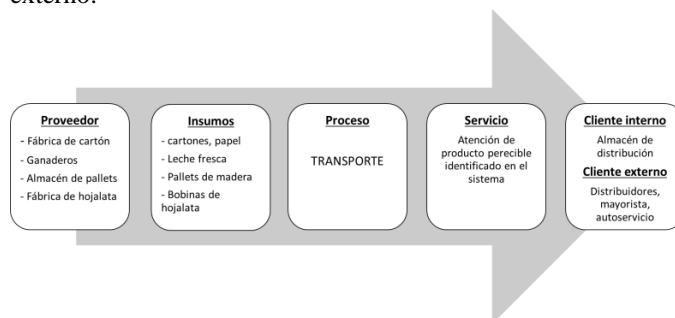 externo.
Proveedor
- Fábrica de cartón
- Ganaderos
- Almacén de pallets
- Fábrica de hojalata
Insumos
- cartones, papel
- Leche fresca
- Pallets de madera
- Bobinas de
hojalata
Proceso
TRANSPORTE
Servicio
Atención de
producto perecible
identificado en el
sistema
Cliente interno
Almacén de
distribución
Cliente externo
Distribuidores,
mayorista,
autoservicio